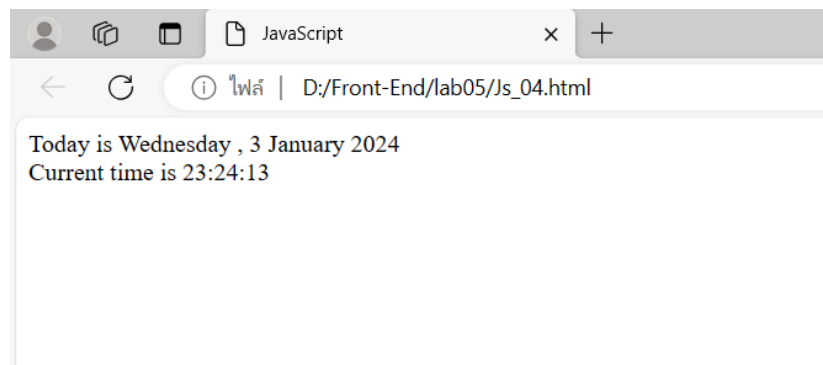 JavaScript
ไฟล์ | D:/Front-End/lab05/Js_04.html
Today is Wednesday , 3 January 2024
Current time is 23:24:13